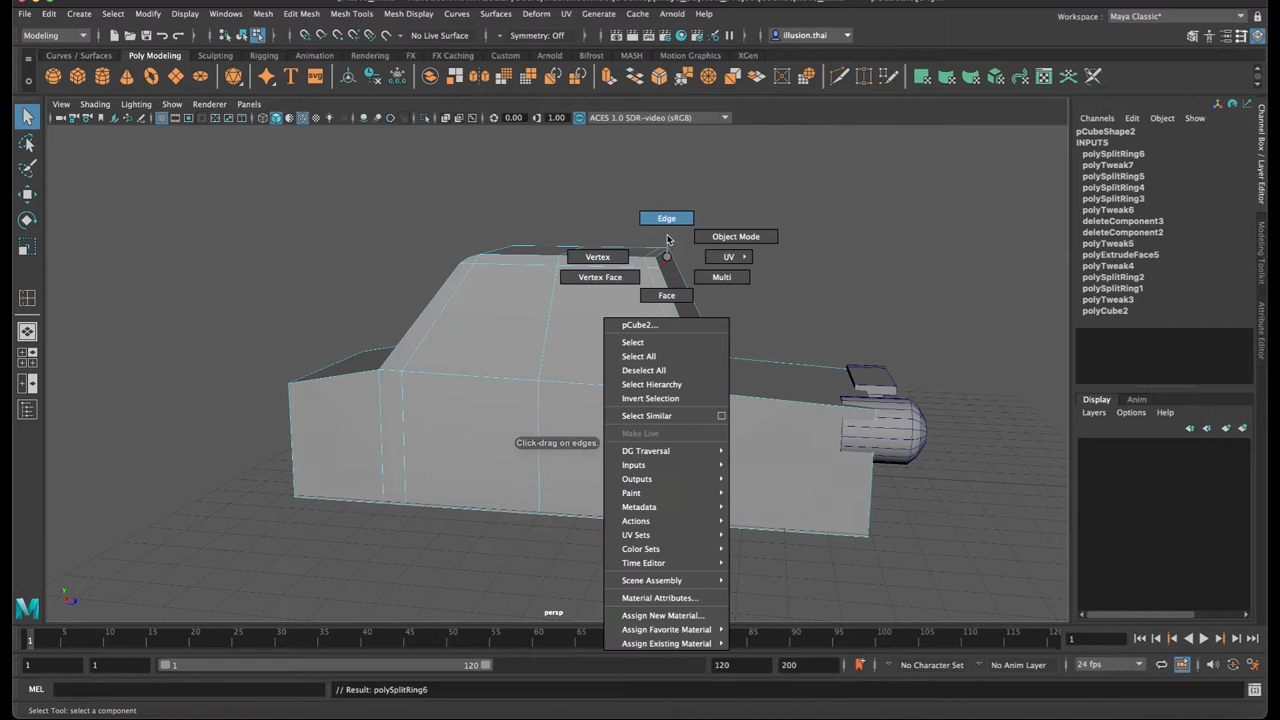 File Edit Create Select Modify Display Windows Mesh Edit Mesh Mesh Tools Mesh Display Curves Surfaces Deform UV Generate Cache Arnold Help
Workspace : Maya Classic*
Modeling
No Live Surface
Symmetry: Off
illusion.thai
Curves / Surfaces Poly Modeling Sculpting Rigging Animation Rendering FX FX Caching Custom Arnold Bifrost MASH Motion Graphics XGen
View Shading Lighting Show Renderer Panels
0.00
1.00
ACES 1.0 SDR-video (sRGB)
Channels Edit Object Show
pCubeShape2
INPUTS
polySplitRing6
polyTweak7
polySplitRing5
polySplitRing4
polySplitRing3
polyTweak6
deleteComponent3
deleteComponent2
polyTweak5
polyExtrudeFace5
polyTweak4
polySplitRing2
polySplitRing1
polyTweak3
polyCube2
Channel Box / Layer Editor
Attribute Editor
Display Anim
Layers Options Help
Edge
Object Mode
Vertex
UV
Vertex Face
Multi
Face
pCube2...
Select
Select All
Deselect All
Select Hierarchy
Invert Selection
Select Similar
Make Live
DG Traversal
Inputs
Outputs
Paint
Metadata
Actions
UV Sets
Color Sets
Time Editor
Scene Assembly
Material Attributes...
Assign New Material...
Assign Favorite Material
Assign Existing Material
Click-drag on edges.
persp
1 5 10 15 20 25 30 35 40 45 50 55 60 85 90 95 100 105 110 115 120
1
1
1
1
120
120
200
No Character Set
No Anim Layer
24 fps
MEL
// Result: polySplitRing6
Select Tool: select a component